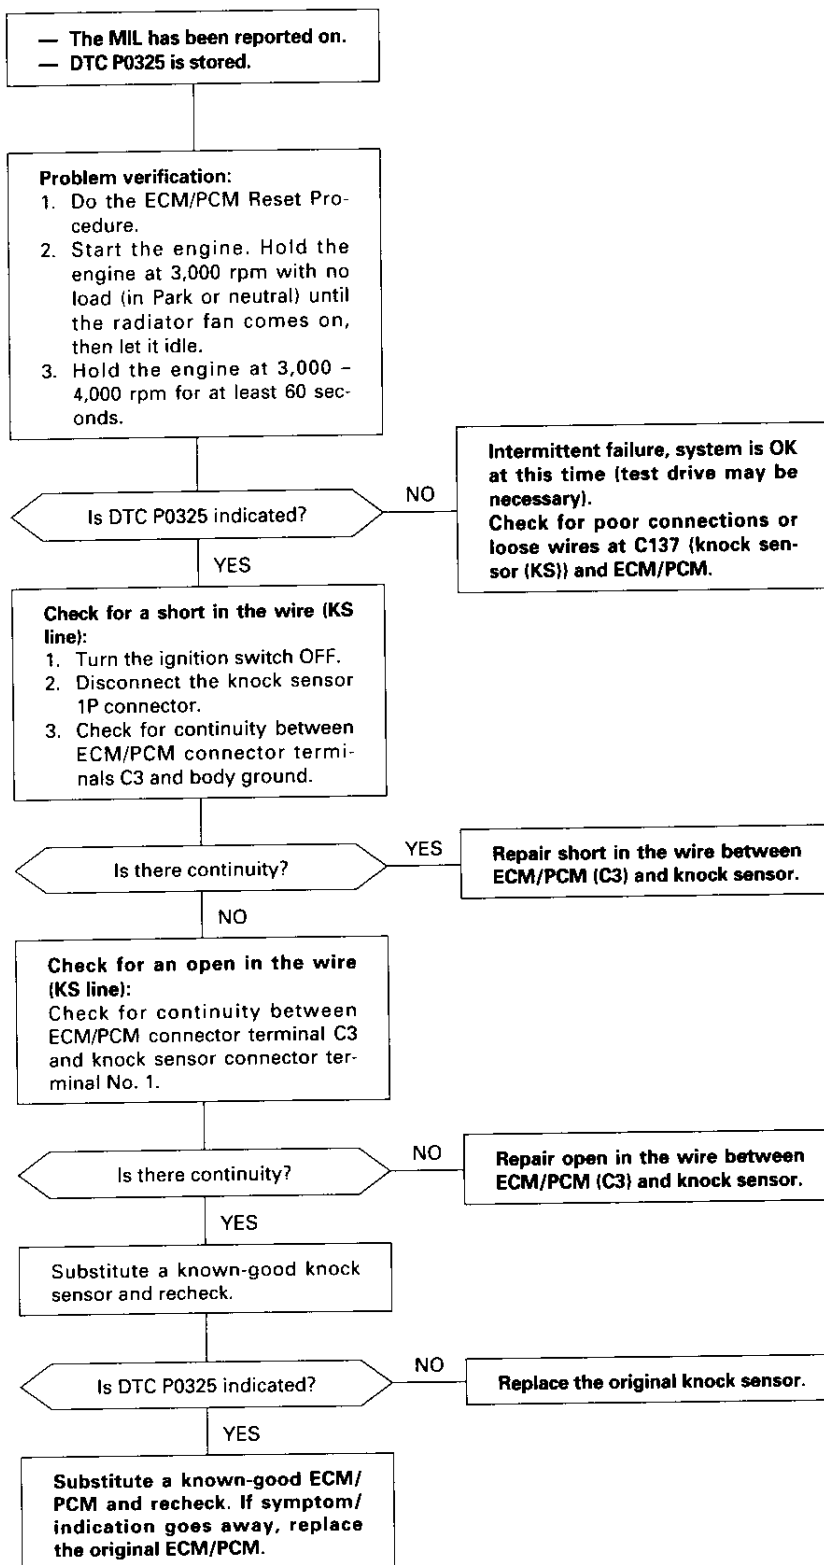 — The MIL has been reported on.
— DTC P0325 is stored.
Problem verification:
1. Do the ECM/PCM Reset Pro-
cedure.
2. Start the engine. Hold the
engine at 3,000 rpm with no
load (in Park or neutral) until
the radiator fan comes on,
then let it idle.
3. Hold the engine at 3,000 –
4,000 rpm for at least 60 sec-
onds.
Is DTC P0325 indicated?
NO
Intermittent failure, system is OK
at this time (test drive may be
necessary).
Check for poor connections or
loose wires at C137 (knock sen-
sor (KS)) and ECM/PCM.
YES
Check for a short in the wire (KS
line):
1. Turn the ignition switch OFF.
2. Disconnect the knock sensor
1P connector.
3. Check for continuity between
ECM/PCM connector termi-
nals C3 and body ground.
Is there continuity?
YES
Repair short in the wire between
ECM/PCM (C3) and knock sensor.
NO
Check for an open in the wire
(KS line):
Check for continuity between
ECM/PCM connector terminal C3
and knock sensor connector ter-
minal No. 1.
Is there continuity?
NO
Repair open in the wire between
ECM/PCM (C3) and knock sensor.
YES
Substitute a known-good knock
sensor and recheck.
Is DTC P0325 indicated?
NO
Replace the original knock sensor.
YES
Substitute a known-good ECM/
PCM and recheck. If symptom/
indication goes away, replace
the original ECM/PCM.